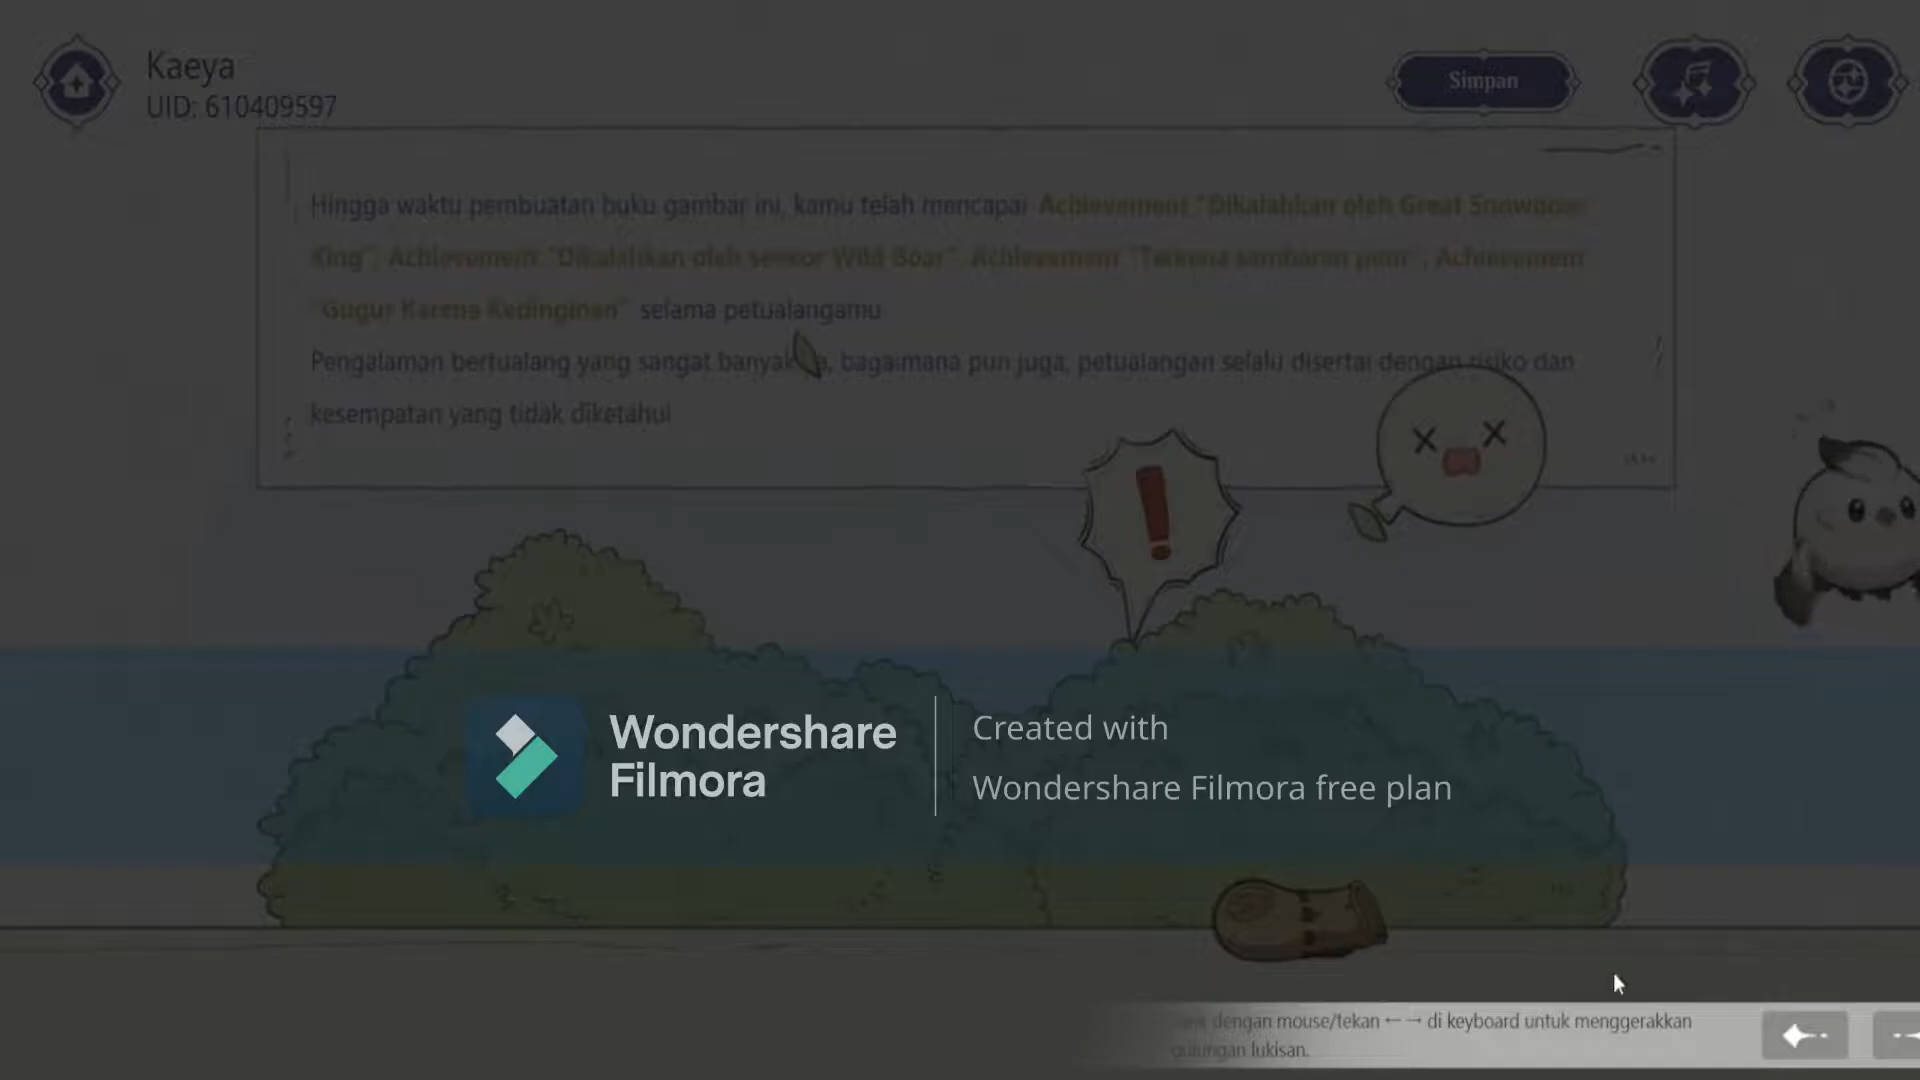 Kaeya
UID: 610409597
Simpan
Hingga waktu pembuatan buku gambar ini, kamu telah mencapai Achievement "Dikalahkan oleh Great Snowboar
King", Achievement "Dikalahkan oleh seekor Wild Boar", Achievement "Terkena sambaran petir", Achievement
"Gugur Karena Kedinginan" selama petualangamu
Pengalaman bertualang yang sangat banyak, bagaimana pun juga, petualangan selalu disertai dengan risiko dan
kesempatan yang tidak diketahui
!
Wondershare
Filmora
Created with
Wondershare Filmora free plan
dengan mouse/tekan ←→ di keyboard untuk menggerakkan
gulungan lukisan.